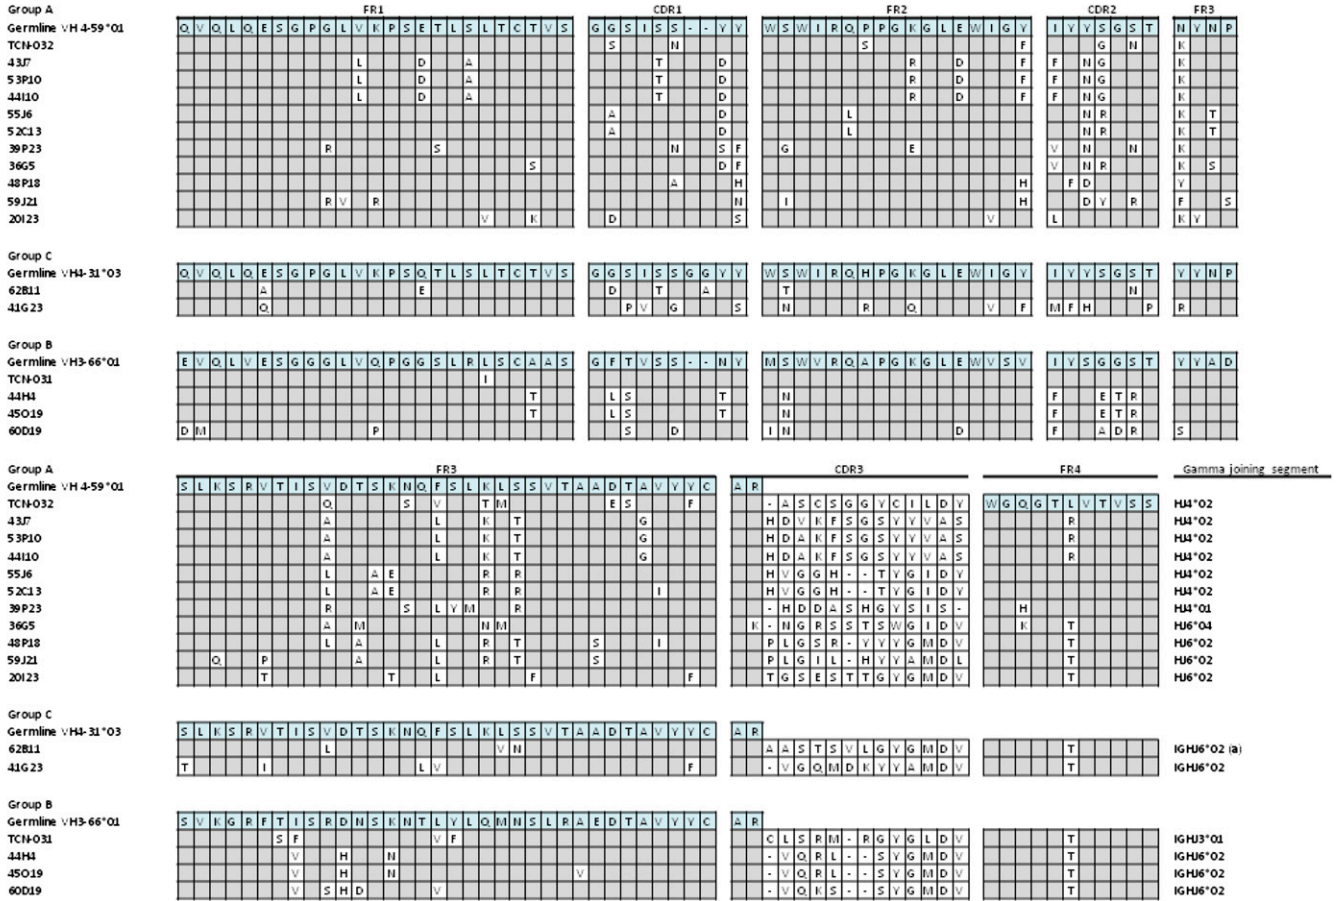 Group A FR1 CDR1 FR2 CDR2 FR3
Germline VH 4-59*01 Q V Q L Q E S G P G L V K P S E T L S L T C T V S G G S I S S - - Y Y W S W I R Q P P G K G L E W I G Y I Y Y S G S T N Y N P
TCN-032 S N S F G N K
43J7 L D A T D R D F F N G K
53P10 L D A T D R D F F N G K
44I10 L D A T D R D F F N G K
55J6 A D L N R K T
52C13 A D L N R K T
39P23 R S N S F G E V N N K
36G5 S D F V N R K S
48P18 A H H F D Y
59J21 R V R N I H D Y R F S
20I23 V K D S V L K Y
Group C
Germline VH4-31*03 Q V Q L Q E S G P G L V K P S Q T L S L T C T V S G G S I S S G G Y Y W S W I R Q H P G K G L E W I G Y I Y Y S G S T Y Y N P
62B11 A E D T A T N
41G23 Q P V G S N R Q V F M F H P R
Group B
Germline VH3-66*01 E V Q L V E S G G G L V Q P G G S L R L S C A A S G F T V S S - - N Y M S W V R Q A P G K G L E W V S V I Y S G G S T Y Y A D
TCN-031 I
44H4 T L S T N F E T R
45O19 T L S T N F E T R
60D19 D M P S D I N D F A D R S
Group A FR3 CDR3 FR4 Gamma joining segment
Germline VH 4-59*01 S L K S R V T I S V D T S K N Q F S L K L S S V T A A D T A V Y Y C A R
TCN-032 Q S V T M E S F - A S C S G G Y C I L D Y W G Q G T L V T V S S HJ4*02
43J7 A L K T G H D V K F S G S Y Y V A S R HJ4*02
53P10 A L K T G H D A K F S G S Y Y V A S R HJ4*02
44I10 A L K T G H D A K F S G S Y Y V A S R HJ4*02
55J6 L A E R R H V G G H - - T Y G I D Y HJ4*02
52C13 L A E R R I H V G G H - - T Y G I D Y HJ4*02
39P23 R S L Y M R - H D D A S H G Y S I S - H HJ4*01
36G5 A M N M K - N G R S S T S W G I D V K T HJ6*04
48P18 L A L R T S I P L G S R - Y Y Y G M D V T HJ6*02
59J21 Q P A L R T S P L G I L - H Y Y A M D L T HJ6*02
20I23 T T L F F T G S E S T T G Y G M D V T HJ6*02
Group C
Germline VH4-31*03 S L K S R V T I S V D T S K N Q F S L K L S S V T A A D T A V Y Y C A R
62B11 L V N A A S T S V L G Y G M D V T IGHJ6*02 (a)
41G23 T I L V F - V G Q M D K Y Y A M D V T IGHJ6*02
Group B
Germline VH3-66*01 S V K G R F T I S R D N S K N T L Y L Q M N S L R A E D T A V Y Y C A R
TCN-031 S F V F C L S R M - R G Y G L D V T IGHJ3*01
44H4 V H N - V Q R L - - S Y G M D V T IGHJ6*02
45O19 V H N V - V Q R L - - S Y G M D V T IGHJ6*02
60D19 V S H D V - V Q K S - - S Y G M D V T IGHJ6*02